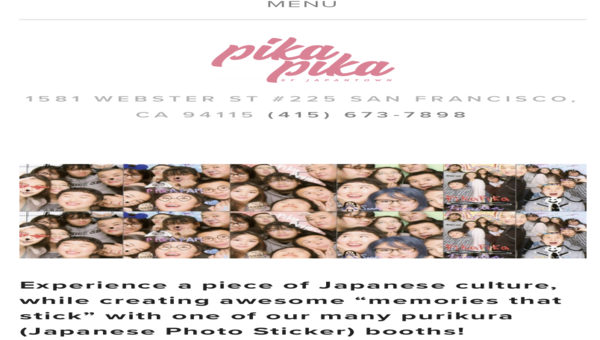 MENU
pika
pika
SF JAPANTOWN
1581 WEBSTER ST #225 SAN FRANCISCO,
CA 94115 (415) 673-7898
Experience a piece of Japanese culture,
while creating awesome “memories that
stick” with one of our many purikura
(Japanese Photo Sticker) booths!